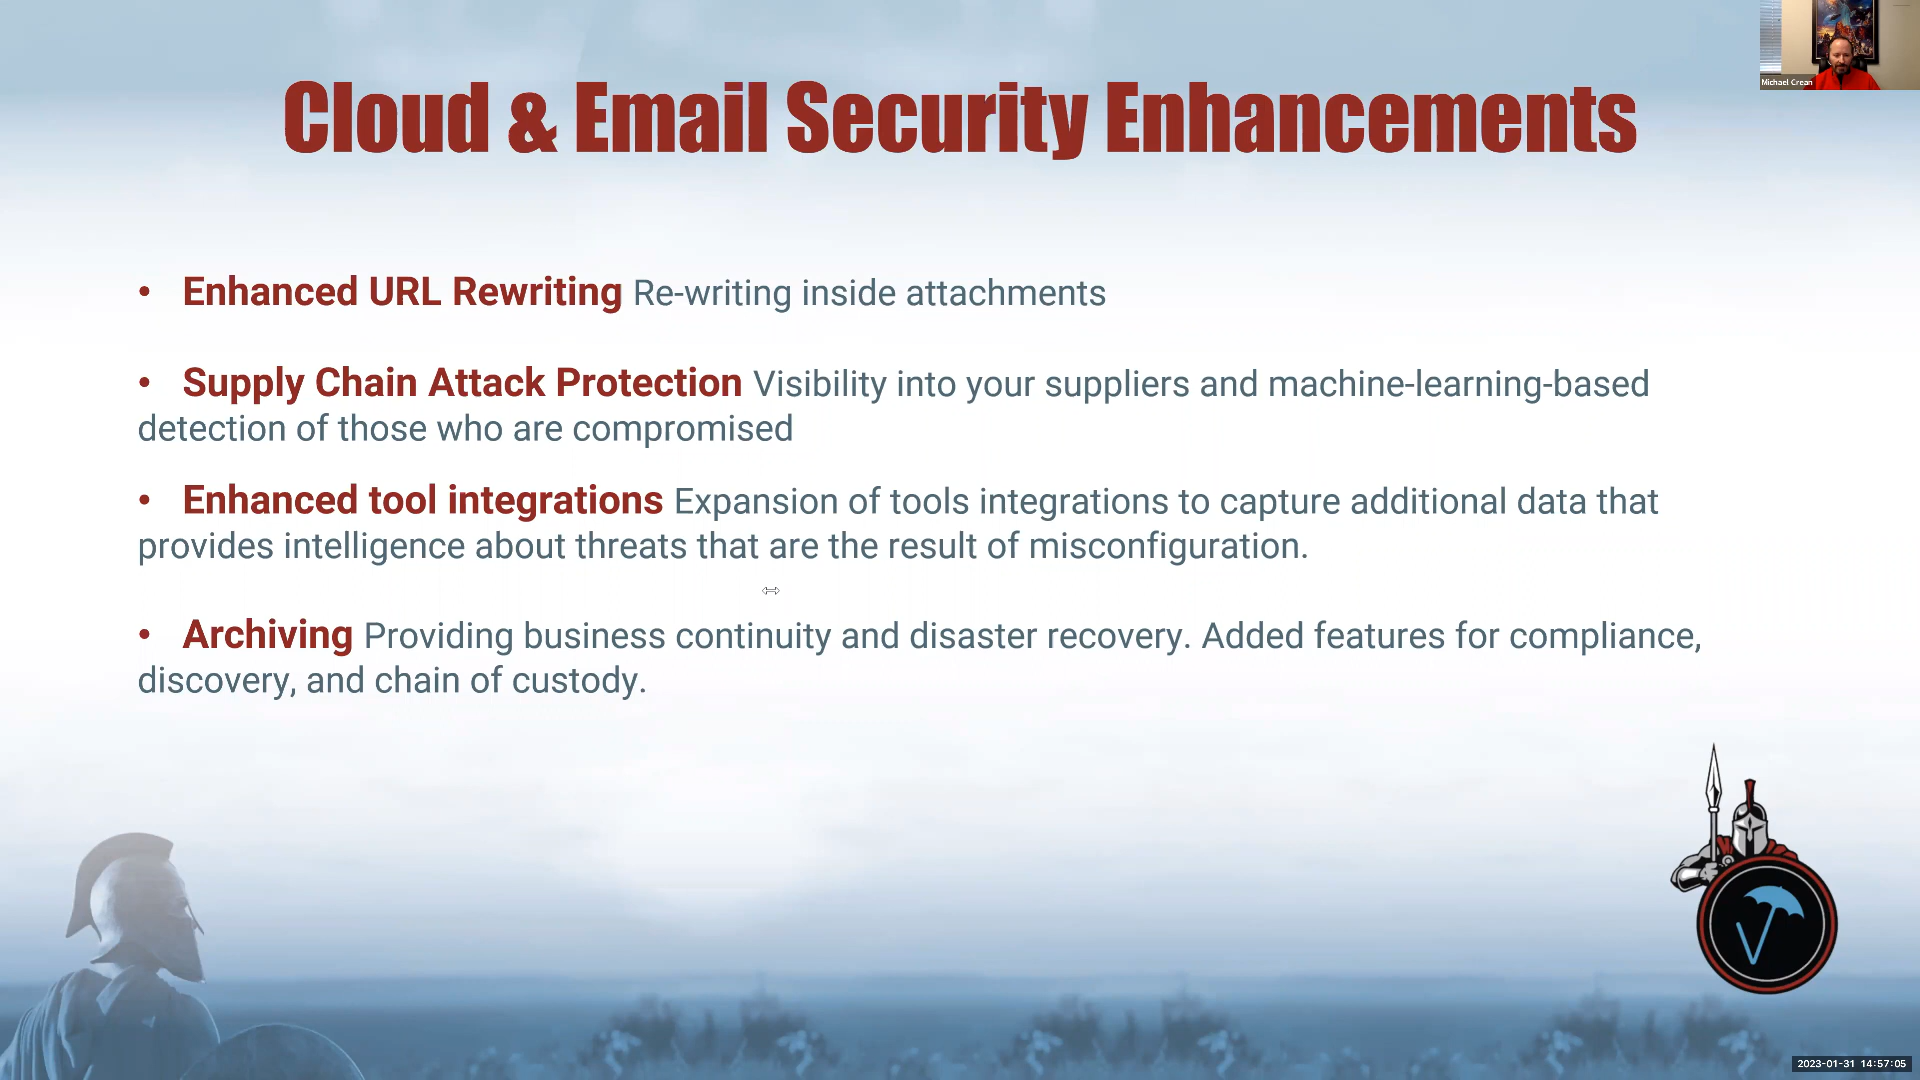 Cloud & Email Security Enhancements
Michael Crean
• Enhanced URL Rewriting Re-writing inside attachments
• Supply Chain Attack Protection Visibility into your suppliers and machine-learning-based
detection of those who are compromised
• Enhanced tool integrations Expansion of tools integrations to capture additional data that
provides intelligence about threats that are the result of misconfiguration.
• Archiving Providing business continuity and disaster recovery. Added features for compliance,
discovery, and chain of custody.
2023-01-31 14:57:05